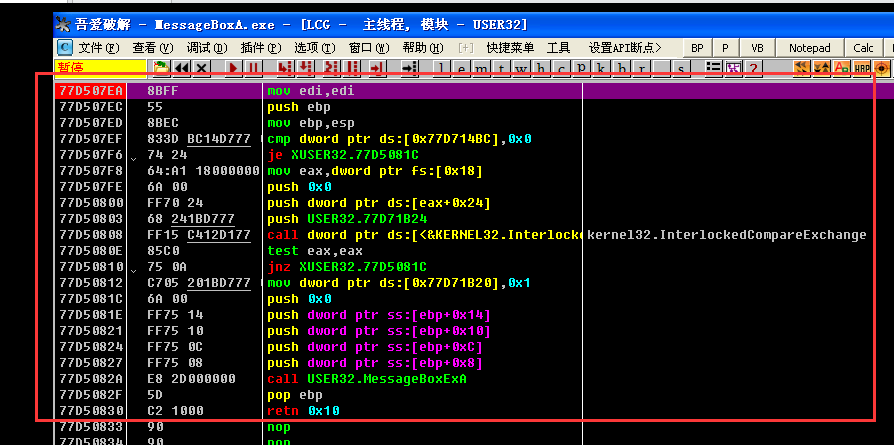 吾爱破解 - MessageBoxA.exe - [LCG - 主线程, 模块 - USER32]
C 文件(F) 查看(V) 调试(D) 插件(P) 选项(T) 窗口(W) 帮助(H) [+] 快捷菜单 工具 设置API断点> BP P VB Notepad Calc
暂停 l e m t w h c p k b r ... s ?
77D507EA 8BFF mov edi,edi
77D507EC 55 push ebp
77D507ED 8BEC mov ebp,esp
77D507EF 833D BC14D777 cmp dword ptr ds:[0x77D714BC],0x0
77D507F6 74 24 je XUSER32.77D5081C
77D507F8 64:A1 18000000 mov eax,dword ptr fs:[0x18]
77D507FE 6A 00 push 0x0
77D50800 FF70 24 push dword ptr ds:[eax+0x24]
77D50803 68 241BD777 push USER32.77D71B24
77D50808 FF15 C412D177 call dword ptr ds:[<&KERNEL32.Interlocke kernel32.InterlockedCompareExchange
77D5080E 85C0 test eax,eax
77D50810 75 0A jnz XUSER32.77D5081C
77D50812 C705 201BD777 mov dword ptr ds:[0x77D71B20],0x1
77D5081C 6A 00 push 0x0
77D5081E FF75 14 push dword ptr ss:[ebp+0x14]
77D50821 FF75 10 push dword ptr ss:[ebp+0x10]
77D50824 FF75 0C push dword ptr ss:[ebp+0xC]
77D50827 FF75 08 push dword ptr ss:[ebp+0x8]
77D5082A E8 2D000000 call USER32.MessageBoxExA
77D5082F 5D pop ebp
77D50830 C2 1000 retn 0x10
77D50833 90 nop
77D50834 90 nop